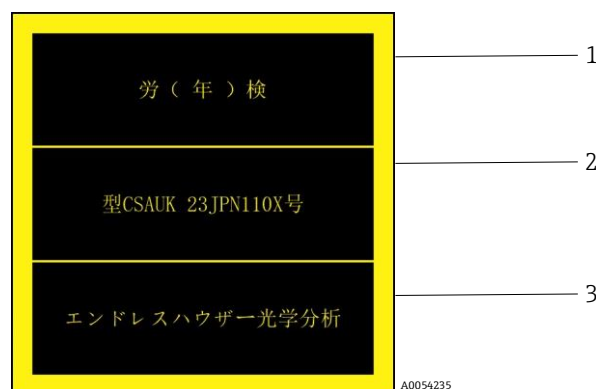 労（ 年 ）検
1
型CSAUK 23JPN110X号
2
エンドレスハウザー光学分析
3
A0054235